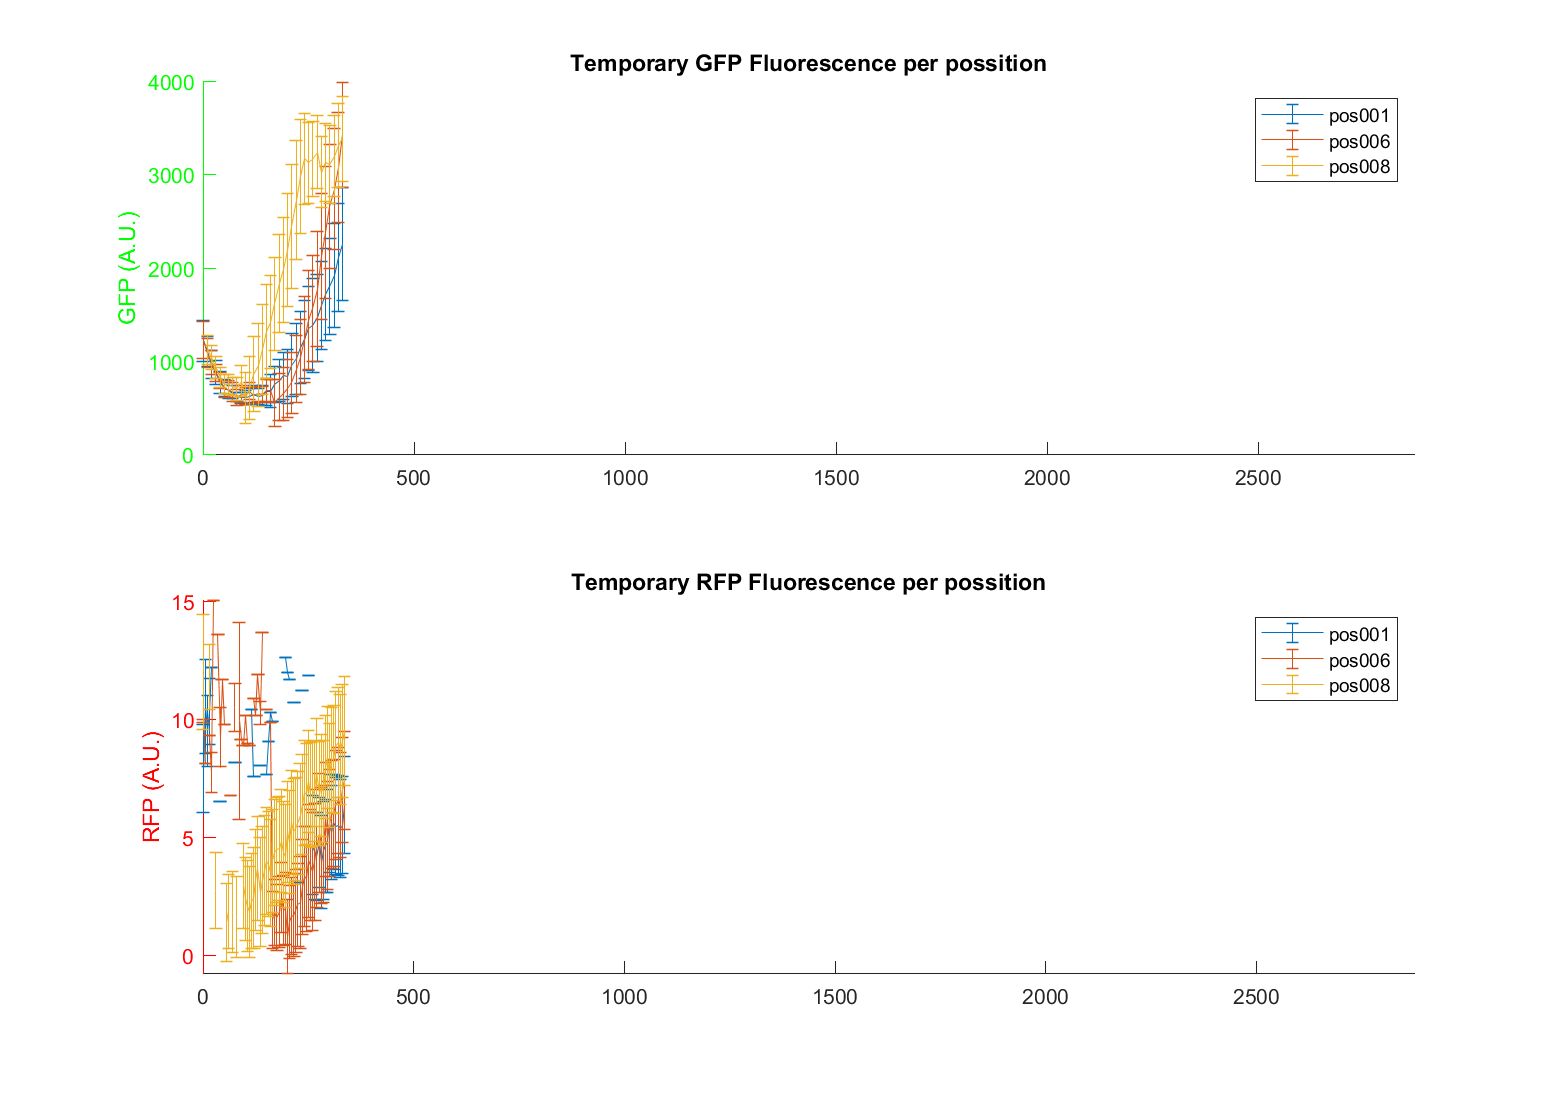 Temporary GFP Fluorescence per possition
4000
3000
2000
1000
0
GFP (A.U.)
pos001
pos006
pos008
0 500 1000 1500 2000 2500
Temporary RFP Fluorescence per possition
15
10
5
0
RFP (A.U.)
pos001
pos006
pos008
0 500 1000 1500 2000 2500